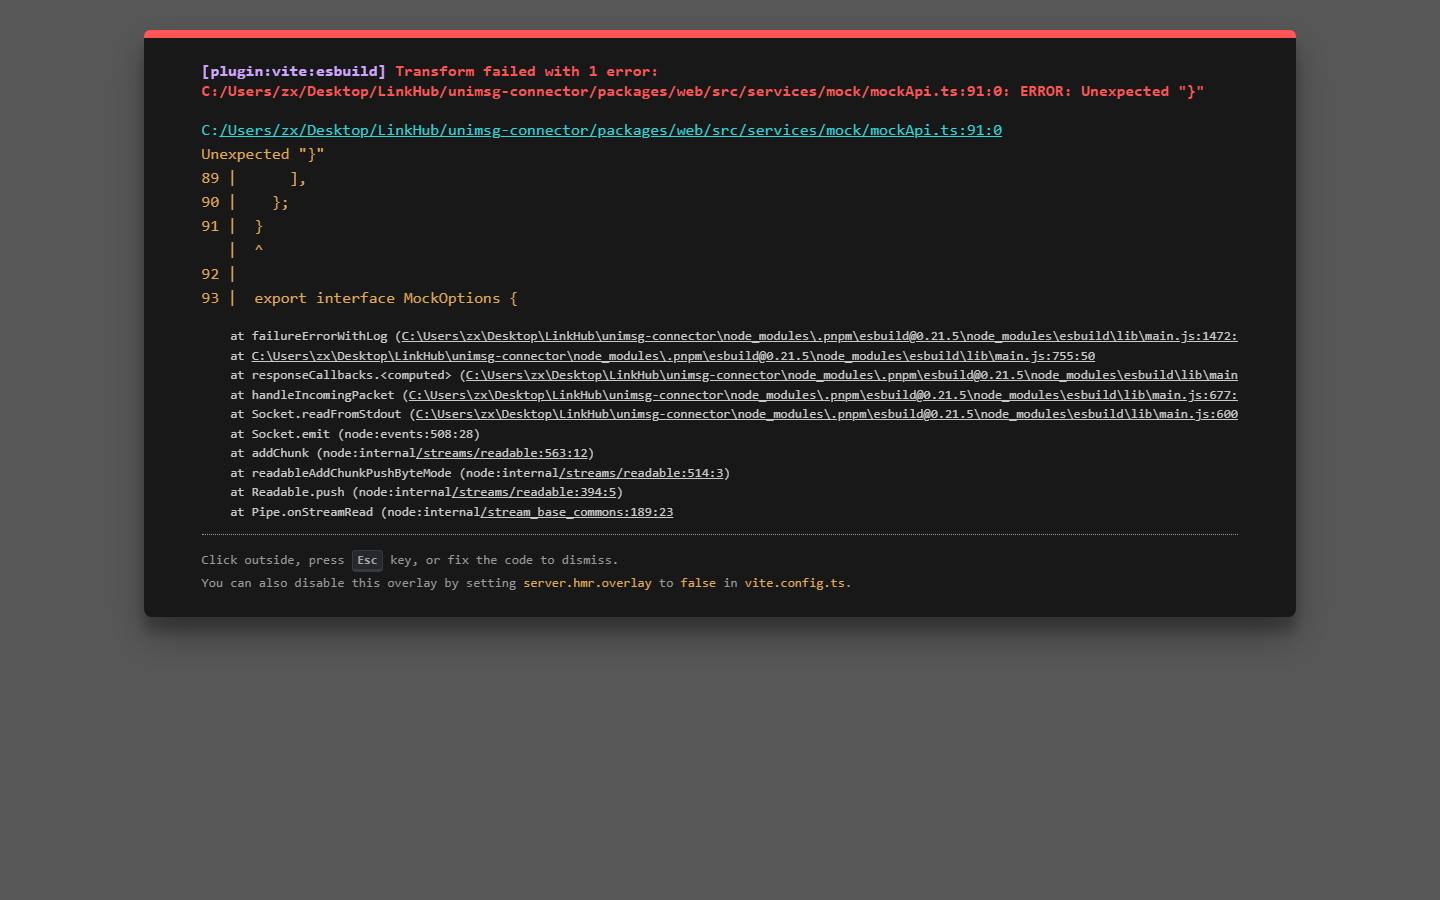 [plugin:vite:esbuild] Transform failed with 1 error:
C:/Users/zx/Desktop/LinkHub/unimsg-connector/packages/web/src/services/mock/mockApi.ts:91:0: ERROR: Unexpected "}"
C:/Users/zx/Desktop/LinkHub/unimsg-connector/packages/web/src/services/mock/mockApi.ts:91:0
Unexpected "}"
89 |      ],
90 |    };
91 |  }
   |  ^
92 |
93 |  export interface MockOptions {
at failureErrorWithLog (C:\Users\zx\Desktop\LinkHub\unimsg-connector\node_modules\.pnpm\esbuild@0.21.5\node_modules\esbuild\lib\main.js:1472:
at C:\Users\zx\Desktop\LinkHub\unimsg-connector\node_modules\.pnpm\esbuild@0.21.5\node_modules\esbuild\lib\main.js:755:50
at responseCallbacks.<computed> (C:\Users\zx\Desktop\LinkHub\unimsg-connector\node_modules\.pnpm\esbuild@0.21.5\node_modules\esbuild\lib\main
at handleIncomingPacket (C:\Users\zx\Desktop\LinkHub\unimsg-connector\node_modules\.pnpm\esbuild@0.21.5\node_modules\esbuild\lib\main.js:677:
at Socket.readFromStdout (C:\Users\zx\Desktop\LinkHub\unimsg-connector\node_modules\.pnpm\esbuild@0.21.5\node_modules\esbuild\lib\main.js:600
at Socket.emit (node:events:508:28)
at addChunk (node:internal/streams/readable:563:12)
at readableAddChunkPushByteMode (node:internal/streams/readable:514:3)
at Readable.push (node:internal/streams/readable:394:5)
at Pipe.onStreamRead (node:internal/stream_base_commons:189:23
Click outside, press Esc key, or fix the code to dismiss.
You can also disable this overlay by setting server.hmr.overlay to false in vite.config.ts.